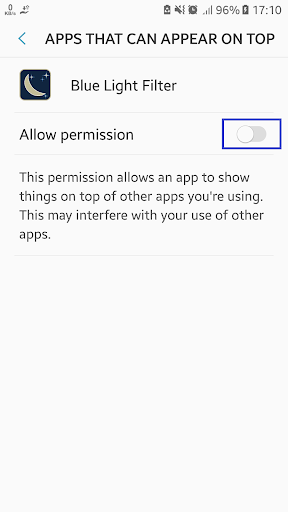 0 KB/s 96% 17:10
APPS THAT CAN APPEAR ON TOP
Blue Light Filter
Allow permission
This permission allows an app to show
things on top of other apps you're using.
This may interfere with your use of other
apps.